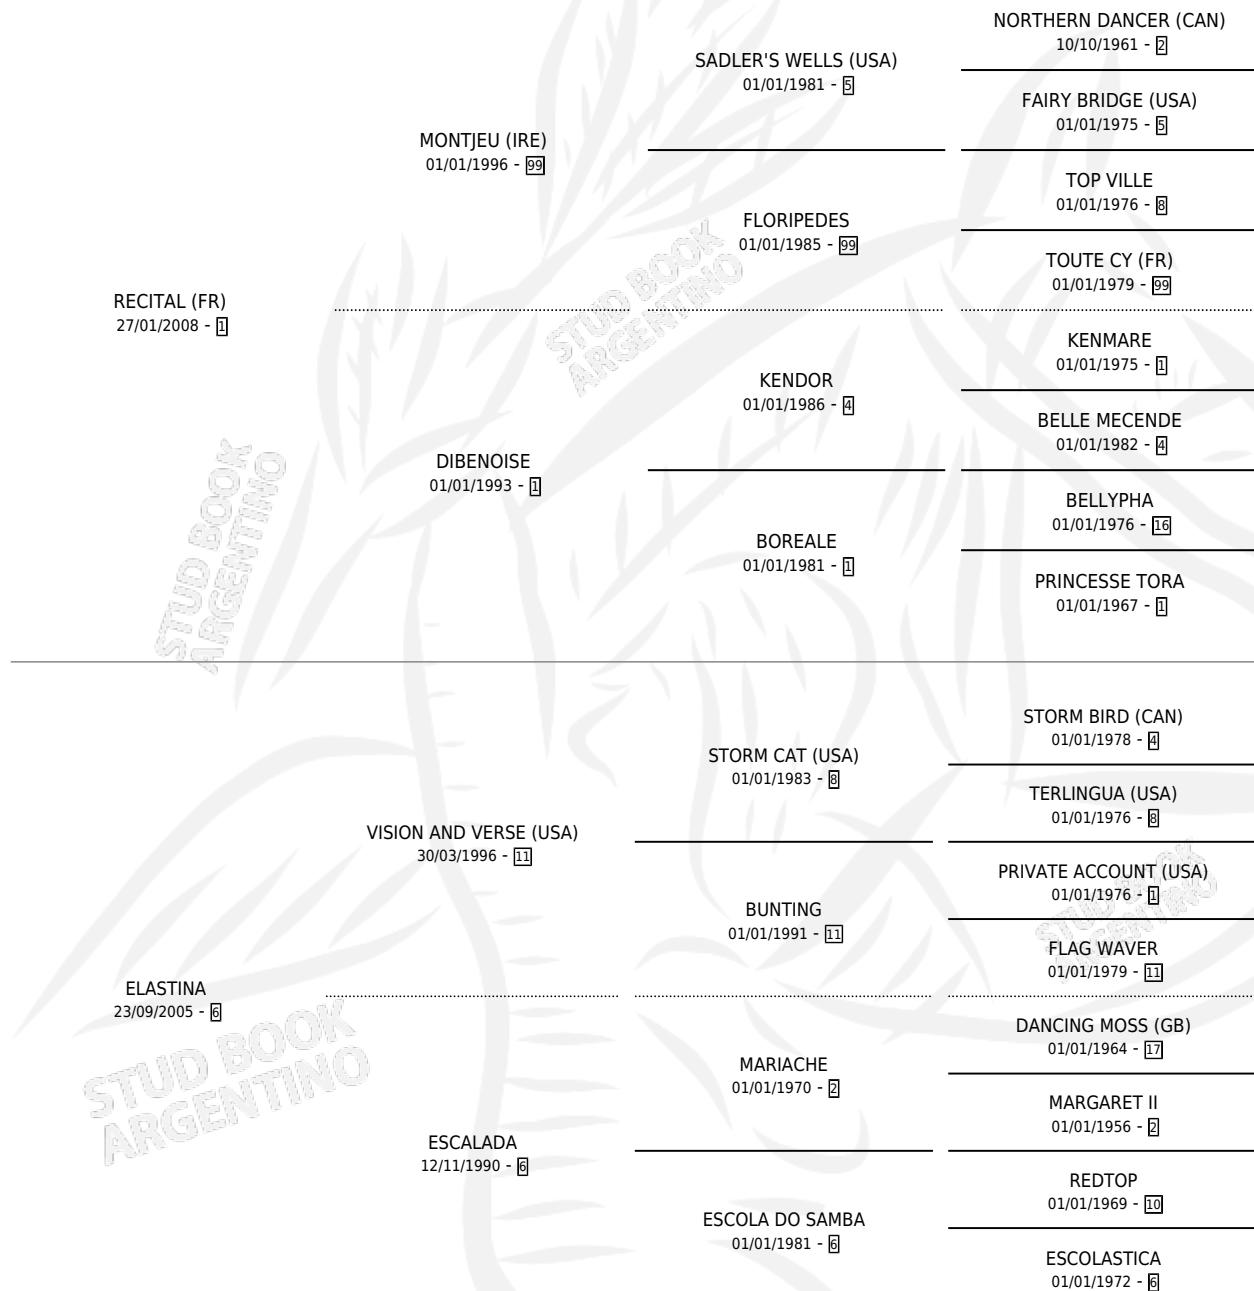 NORTHERN DANCER (CAN)
10/10/1961 - 2
SADLER'S WELLS (USA)
01/01/1981 - 5
FAIRY BRIDGE (USA)
01/01/1975 - 5
MONTJEU (IRE)
01/01/1996 - 99
TOP VILLE
01/01/1976 - 8
FLORIPEDES
01/01/1985 - 99
TOUTE CY (FR)
01/01/1979 - 99
RECITAL (FR)
27/01/2008 - 1
KENMARE
01/01/1975 - 1
KENDOR
01/01/1986 - 4
BELLE MECENDE
01/01/1982 - 4
DIBENOISE
01/01/1993 - 1
BELLYPHA
01/01/1976 - 16
BOREALE
01/01/1981 - 1
PRINCESSE TORA
01/01/1967 - 1
STORM BIRD (CAN)
01/01/1978 - 4
STORM CAT (USA)
01/01/1983 - 8
TERLINGUA (USA)
01/01/1976 - 8
VISION AND VERSE (USA)
30/03/1996 - 11
PRIVATE ACCOUNT (USA)
01/01/1976 - 1
BUNTING
01/01/1991 - 11
FLAG WAVER
01/01/1979 - 11
ELASTINA
23/09/2005 - 6
DANCING MOSS (GB)
01/01/1964 - 17
MARIACHE
01/01/1970 - 2
MARGARET II
01/01/1956 - 2
ESCALADA
12/11/1990 - 6
REDTOP
01/01/1969 - 10
ESCOLA DO SAMBA
01/01/1981 - 6
ESCOLASTICA
01/01/1972 - 6
STUD BOOK
ARGENTINO
STUD BOOK
ARGENTINO
STUD BOOK
ARGENTINO
STUD BOOK
ARGENTINO